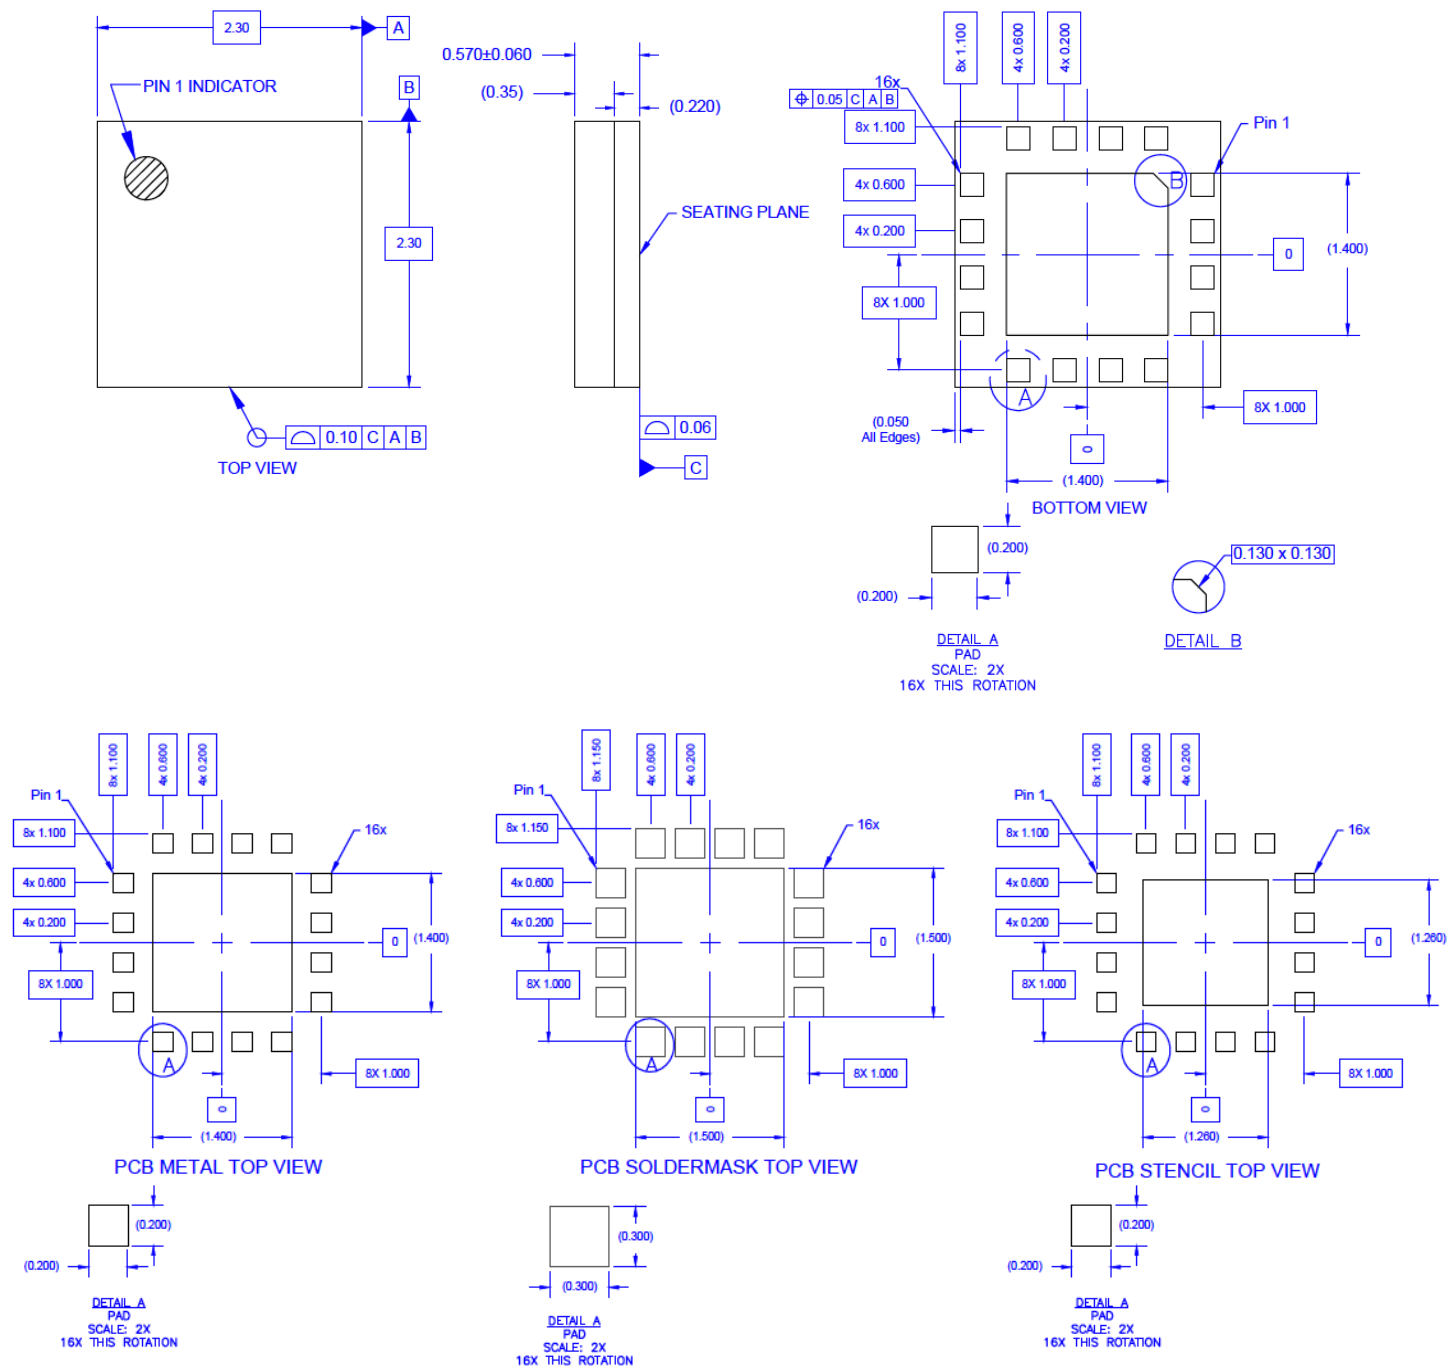 2.30
A
PIN 1 INDICATOR
B
2.30
0.10 C A B
TOP VIEW
0.570±0.060
(0.35)
(0.220)
SEATING PLANE
0.06
C
8x 1.100
4x 0.600
4x 0.200
16x
0.05 C A B
8x 1.100
Pin 1
4x 0.600
B
4x 0.200
(1.400)
0
8X 1.000
A
(0.050
All Edges)
8X 1.000
0
(1.400)
BOTTOM VIEW
(0.200)
(0.200)
DETAIL A
PAD
SCALE: 2X
16X THIS ROTATION
0.130 x 0.130
DETAIL B
8x 1.100
4x 0.600
4x 0.200
Pin 1
8x 1.100
16x
4x 0.600
4x 0.200
0
(1.400)
8X 1.000
A
8X 1.000
0
(1.400)
PCB METAL TOP VIEW
(0.200)
(0.200)
DETAIL A
PAD
SCALE: 2X
16X THIS ROTATION
8x 1.150
4x 0.600
4x 0.200
Pin 1
8x 1.150
16x
4x 0.600
4x 0.200
0
(1.500)
8X 1.000
A
8X 1.000
0
(1.500)
PCB SOLDERMASK TOP VIEW
(0.300)
(0.300)
DETAIL A
PAD
SCALE: 2X
16X THIS ROTATION
8x 1.100
4x 0.600
4x 0.200
Pin 1
8x 1.100
16x
4x 0.600
4x 0.200
0
(1.260)
8X 1.000
A
8X 1.000
0
(1.260)
PCB STENCIL TOP VIEW
(0.200)
(0.200)
DETAIL A
PAD
SCALE: 2X
16X THIS ROTATION